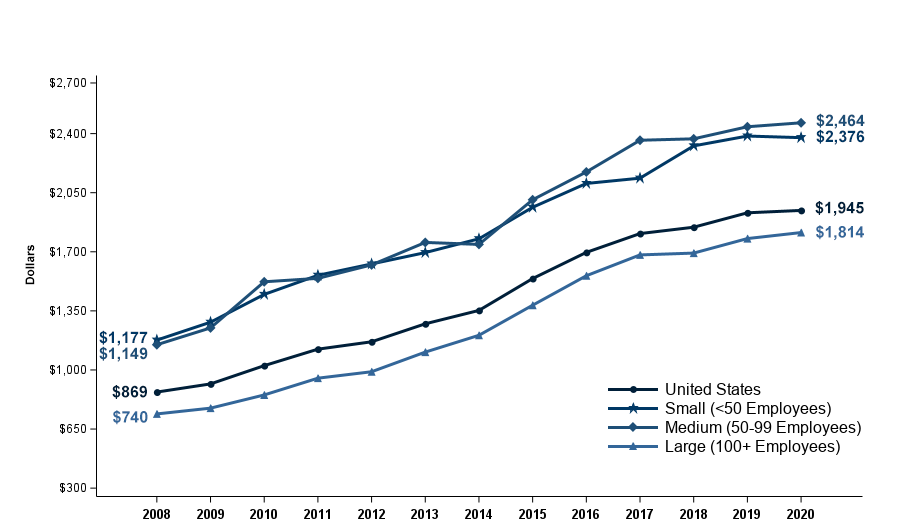 $2,700
$2,400
$2,050
$1,700
$1,350
$1,000
$650
$300
Dollars
$2,464
$2,376
$1,945
$1,814
$1,177
$1,149
$869
$740
United States
Small (<50 Employees)
Medium (50-99 Employees)
Large (100+ Employees)
2008 2009 2010 2011 2012 2013 2014 2015 2016 2017 2018 2019 2020